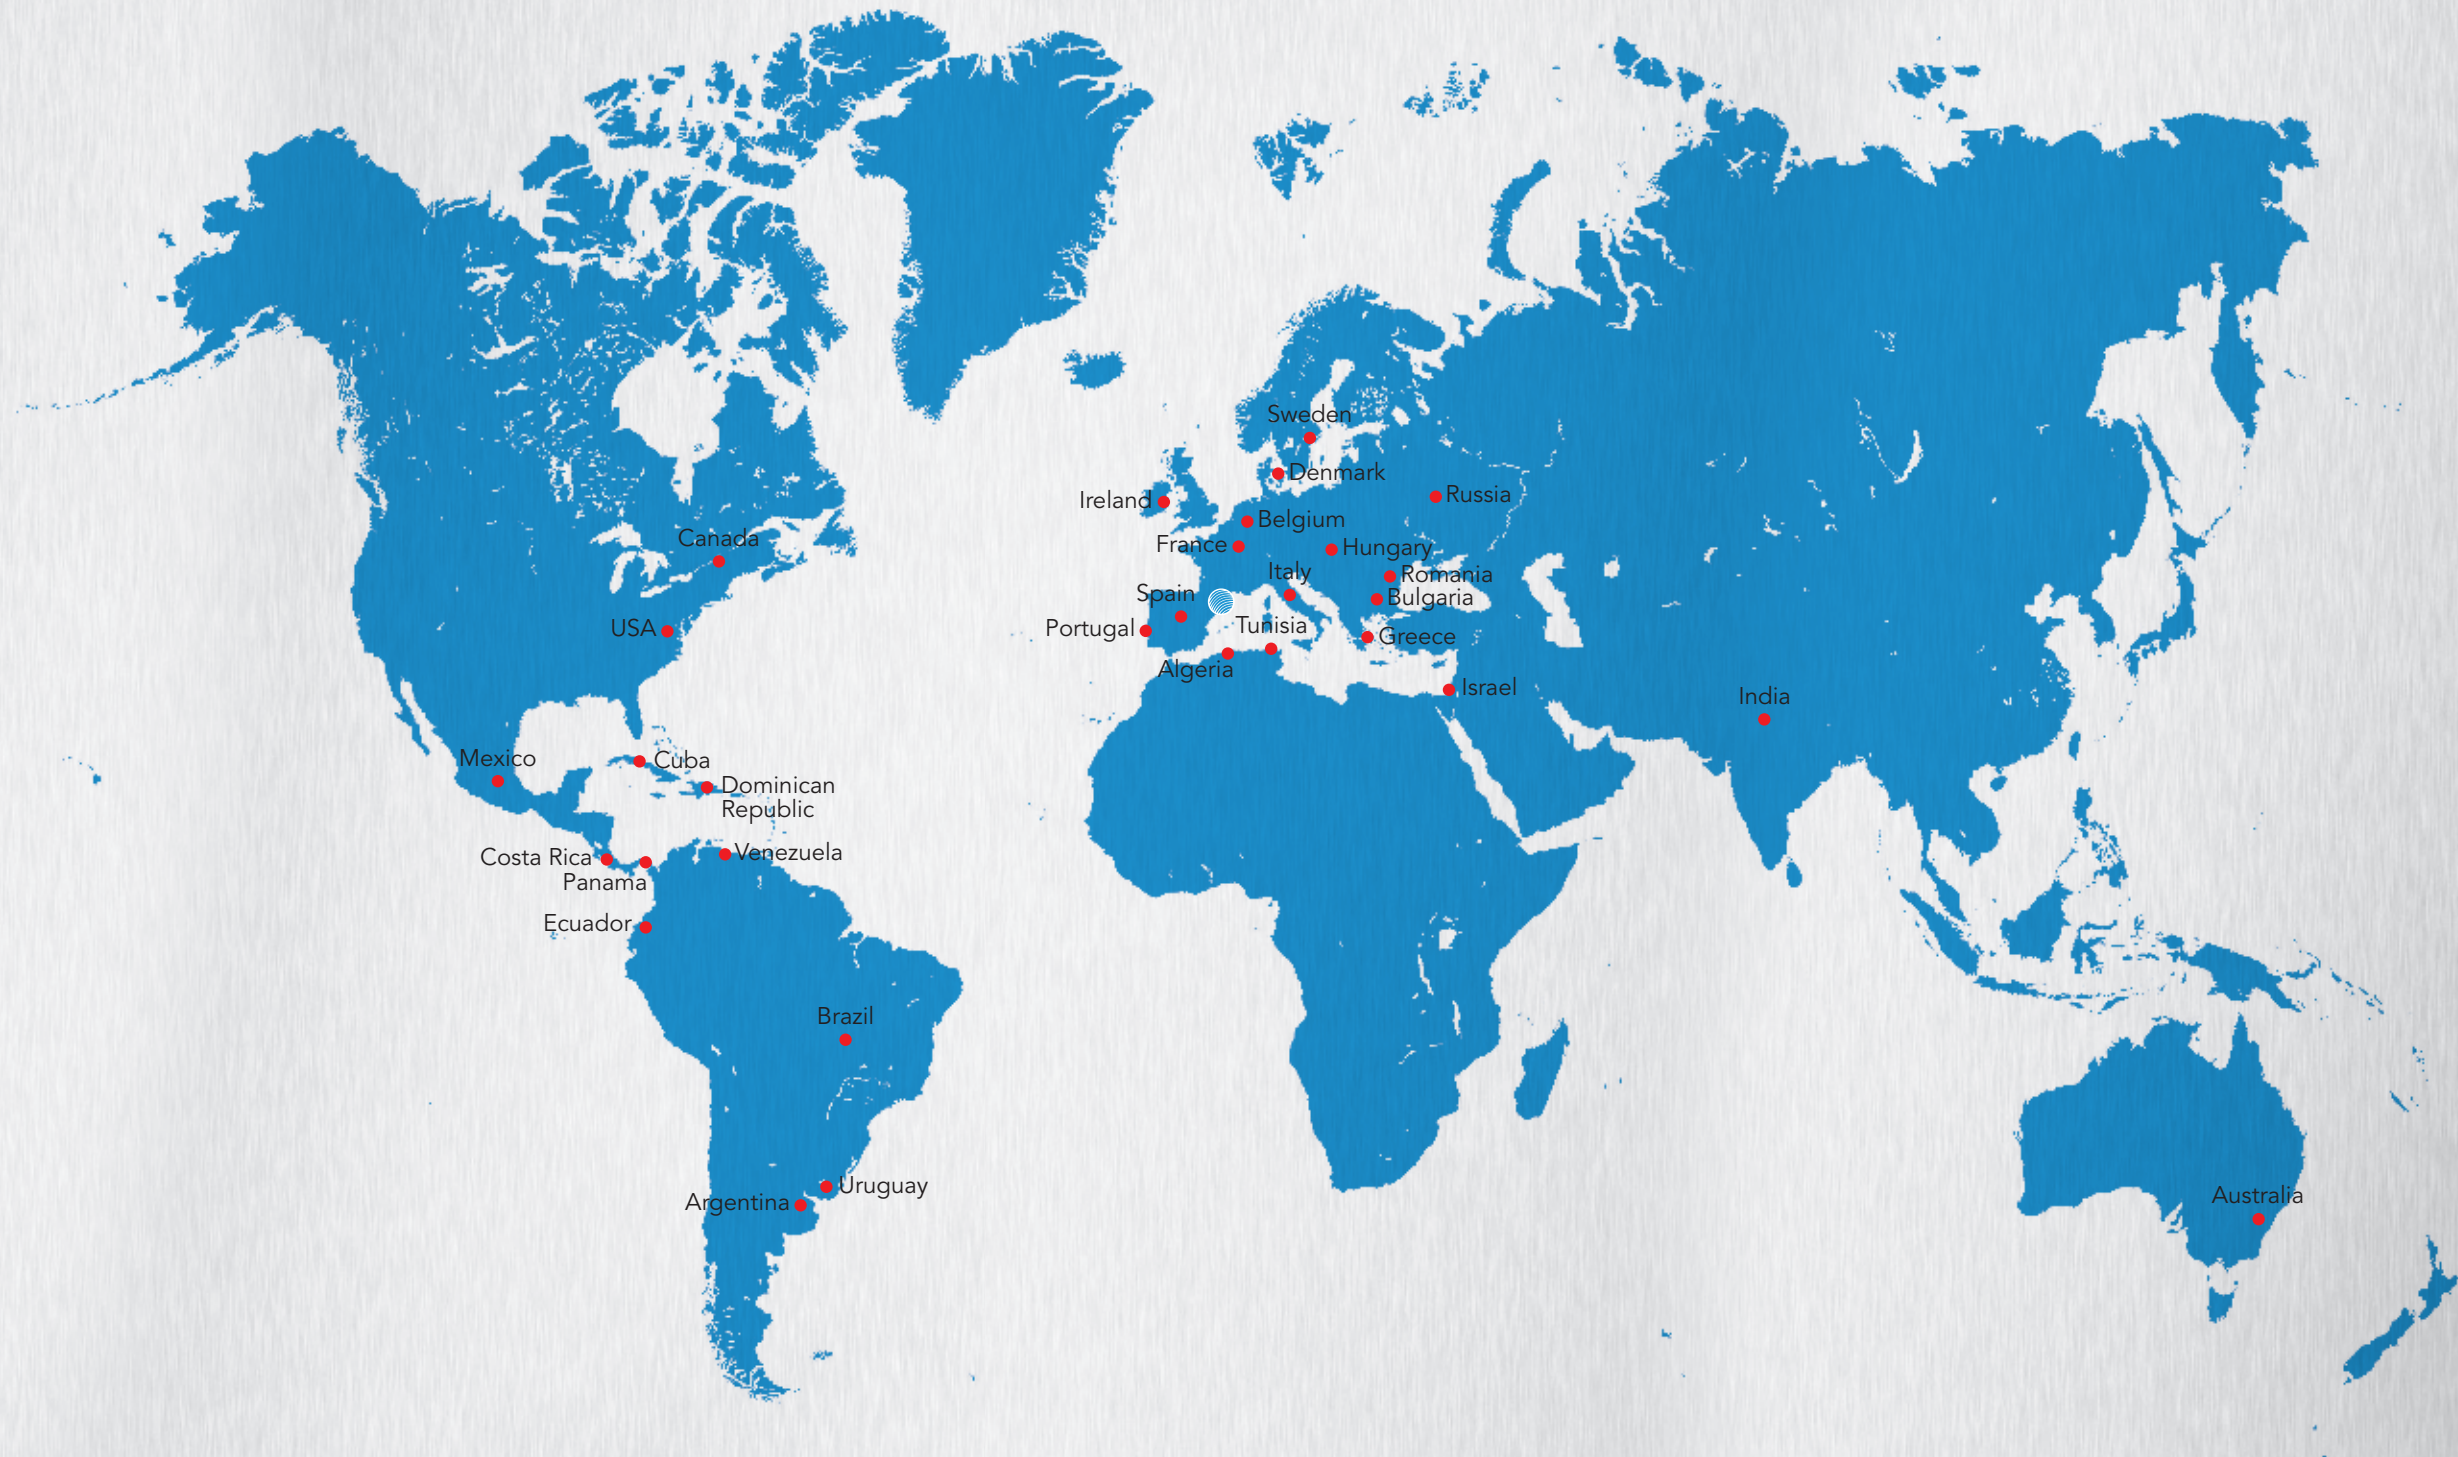 Sweden
Denmark
Ireland
Russia
Belgium
Canada
France
Hungary
Italy
Romania
Spain
Bulgaria
USA
Portugal
Tunisia
Greece
Algeria
Israel
India
Mexico
Cuba
Dominican
Republic
Costa Rica
Venezuela
Panama
Ecuador
Brazil
Uruguay
Argentina
Australia